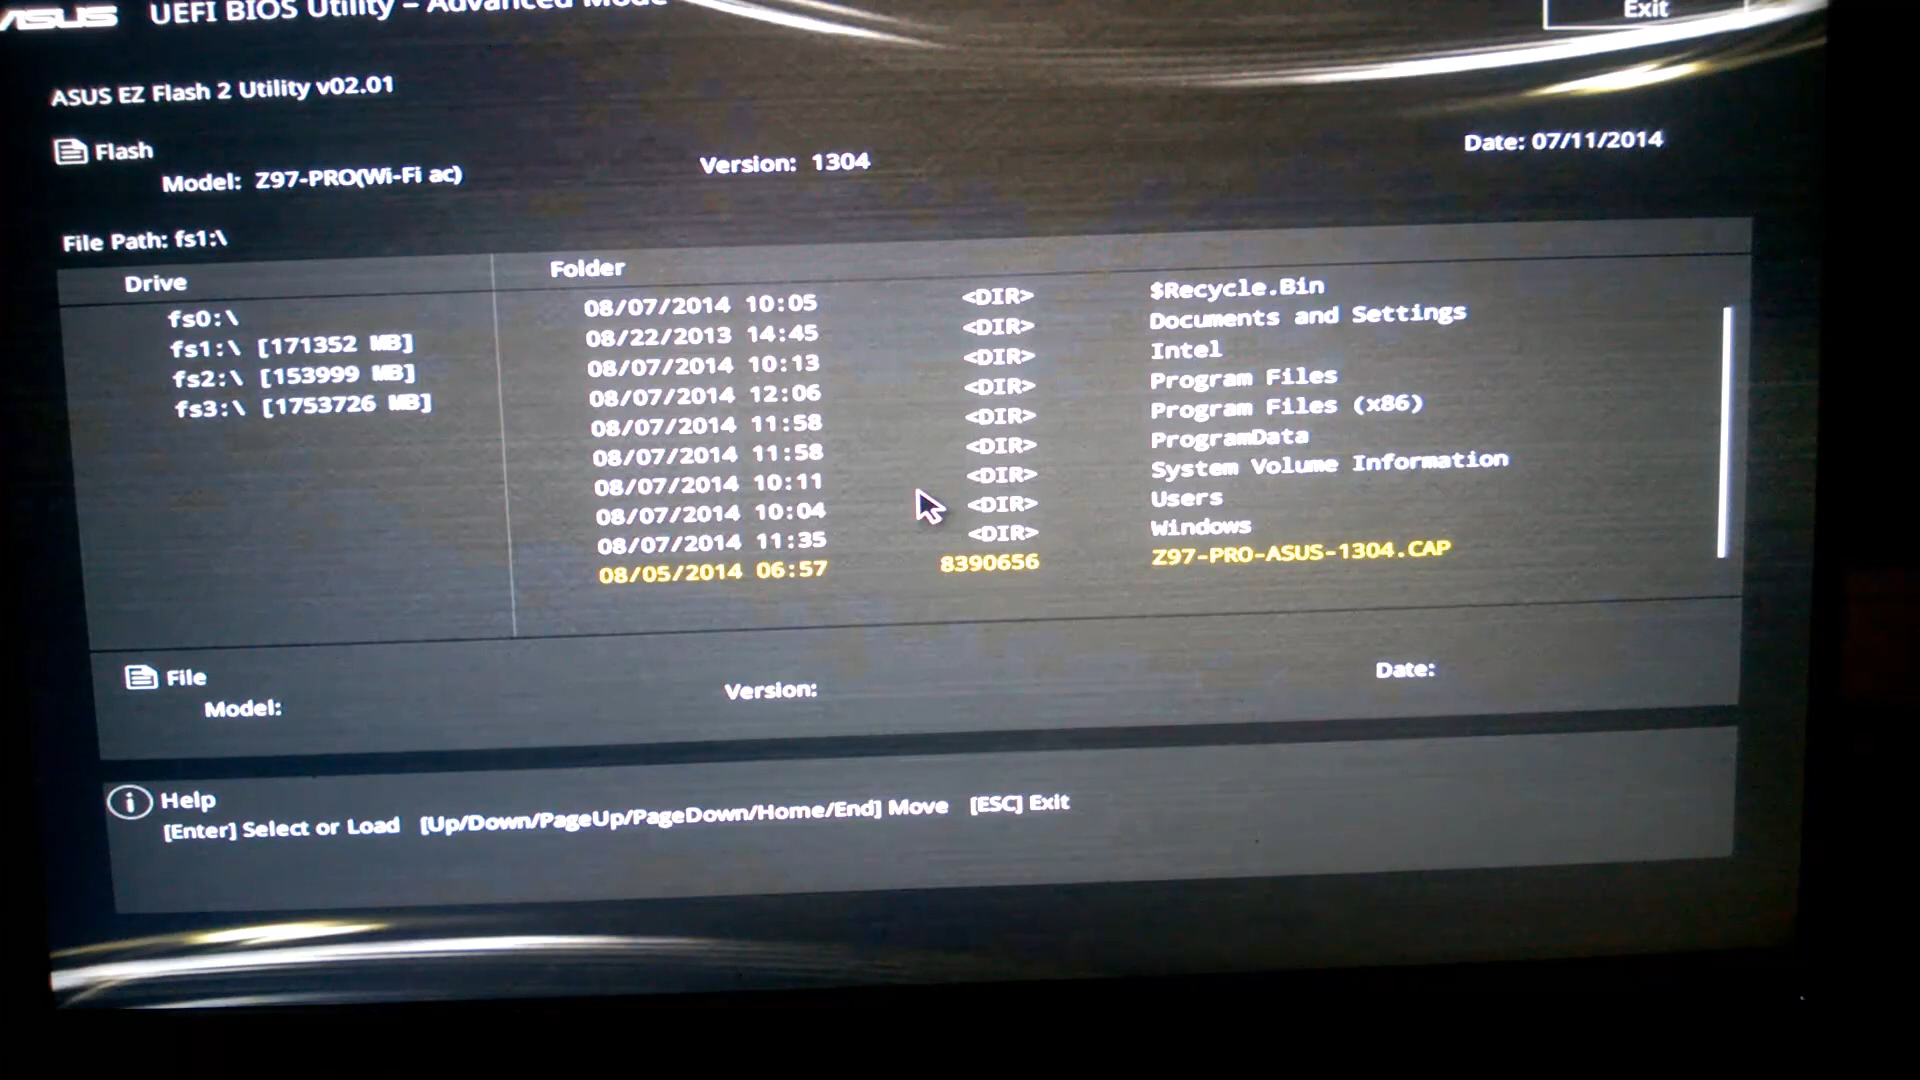 ASUS UEFI BIOS Utility – Advanced Mode
Exit
ASUS EZ Flash 2 Utility v02.01
Flash
Model: Z97-PRO(Wi-Fi ac)
Version: 1304
Date: 07/11/2014
File Path: fs1:\
Drive
fs0:\
fs1:\ [171352 MB]
fs2:\ [153999 MB]
fs3:\ [1753726 MB]
Folder
08/07/2014 10:05 <DIR> $Recycle.Bin
08/22/2013 14:45 <DIR> Documents and Settings
08/07/2014 10:13 <DIR> Intel
08/07/2014 12:06 <DIR> Program Files
08/07/2014 11:58 <DIR> Program Files (x86)
08/07/2014 11:58 <DIR> ProgramData
08/07/2014 10:11 <DIR> System Volume Information
08/07/2014 10:04 <DIR> Users
08/07/2014 11:35 <DIR> Windows
08/05/2014 06:57 8390656 Z97-PRO-ASUS-1304.CAP
File
Model:
Version:
Date:
Help
[Enter] Select or Load [Up/Down/PageUp/PageDown/Home/End] Move [ESC] Exit